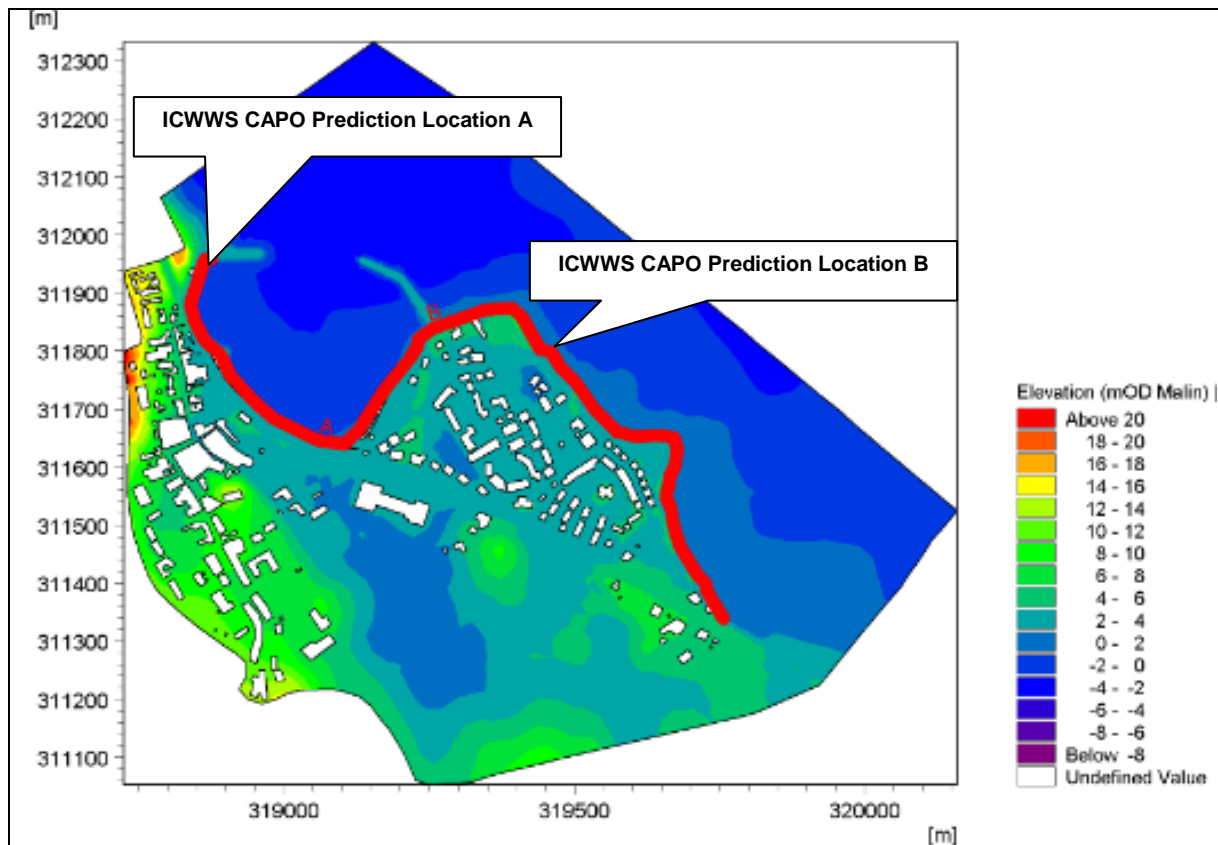 [m]
312300
312200
312100
312000
311900
311800
311700
311600
311500
311400
311300
311200
311100
319000
319500
320000
[m]
ICWWS CAPO Prediction Location A
ICWWS CAPO Prediction Location B
B
A
Elevation (mOD Malin) [
Above 20
18 - 20
16 - 18
14 - 16
12 - 14
10 - 12
8 - 10
6 - 8
4 - 6
2 - 4
0 - 2
-2 - 0
-4 - -2
-6 - -4
-8 - -6
Below -8
Undefined Value